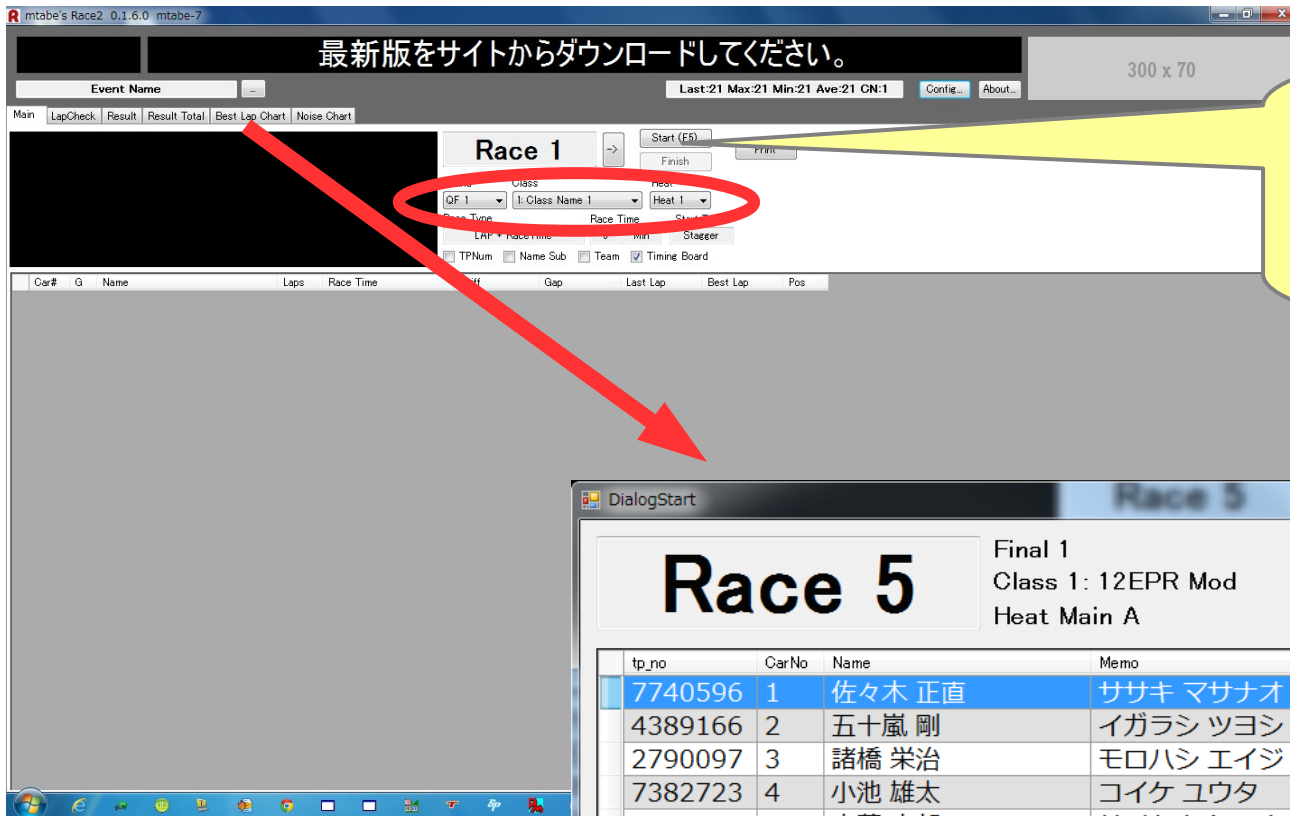 mtabe's Race2 0.1.6.0 mtabe-7
最新版をサイトからダウンロードしてください。
300 x 70
Event Name
Last:21 Max:21 Min:21 Ave:21 CN:1 Config... About...
Main LapCheck Result Result Total Best Lap Chart Noise Chart
Race 1 -> Start (F5)
Finish Print
Class Heat
QF 1 1: Class Name 1 Heat 1
Race Type Race Time
LAP + RaceTime Min Stagger
TPNum Name Sub Team Timing Board
Car# G Name Laps Race Time Gap Last Lap Best Lap Pos
DialogStart
Race 5
Race 5
Final 1
Class 1: 12EPR Mod
Heat Main A
tp_no CarNo Name Memo
7740596 1 佐々木 正直 ササキ マサナオ
4389166 2 五十嵐 剛 イガラシ ツヨシ
2790097 3 諸橋 栄治 モロハシ エイジ
7382723 4 小池 雄太 コイケ ユウタ